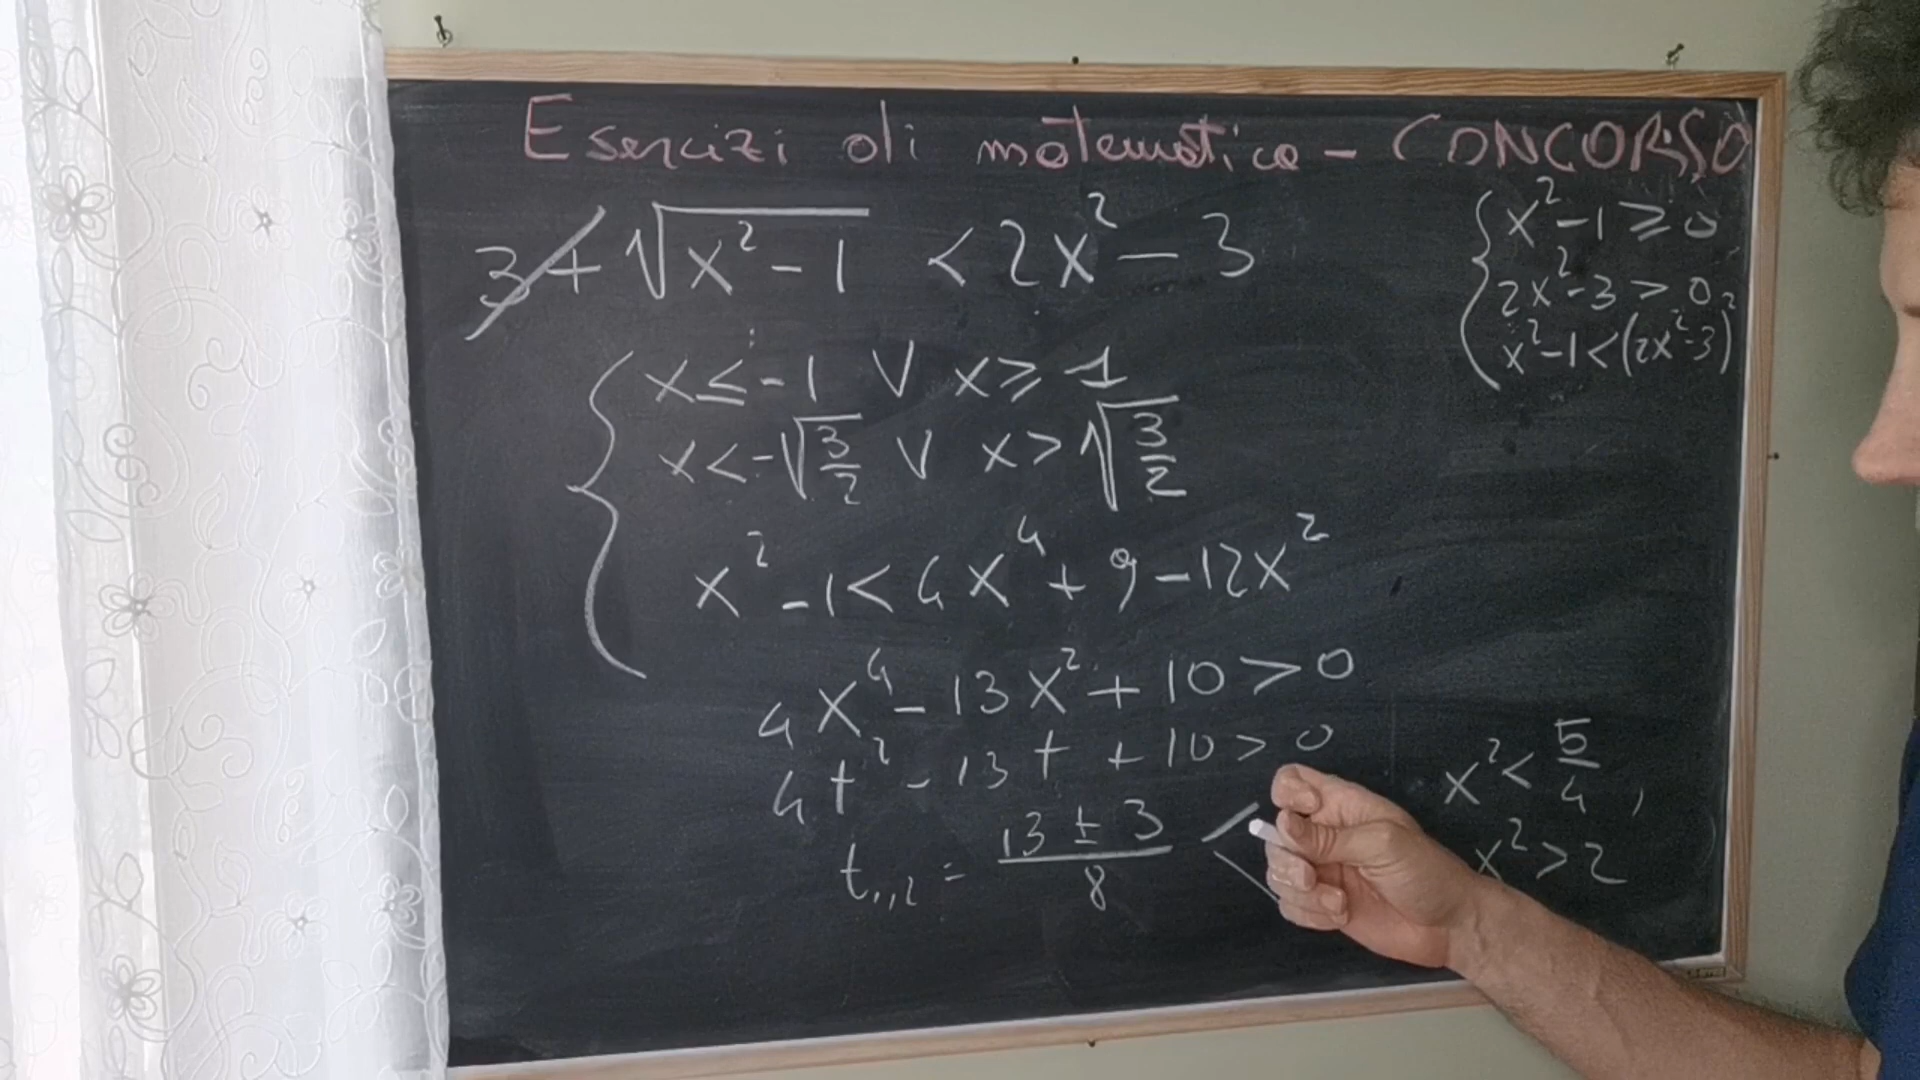 Esercizi di matematica - CONCORSO
3 + √(x² - 1) < 2x² - 3
{ x² - 1 ≥ 0
2x² - 3 > 0
x² - 1 < (2x² - 3)²
{ x ≤ -1 ∨ x ≥ 1
x < -√(3/2) ∨ x > √(3/2)
x² - 1 < 4x⁴ + 9 - 12x²
4x⁴ - 13x² + 10 > 0
4t² - 13t + 10 > 0
t₁,₂ = (13 ± 3)/8 <
x² < 5/4 ,
x² > 2